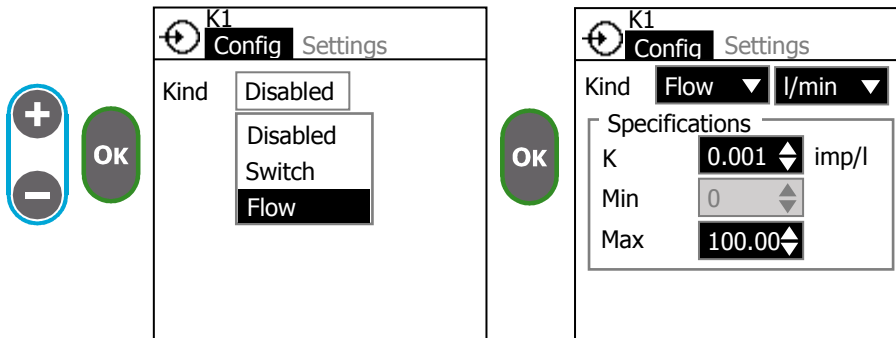 +
−
OK
K1
Config Settings
Kind Disabled
Disabled
Switch
Flow
OK
K1
Config Settings
Kind Flow l/min
Specifications
K 0.001 imp/l
Min 0
Max 100.00